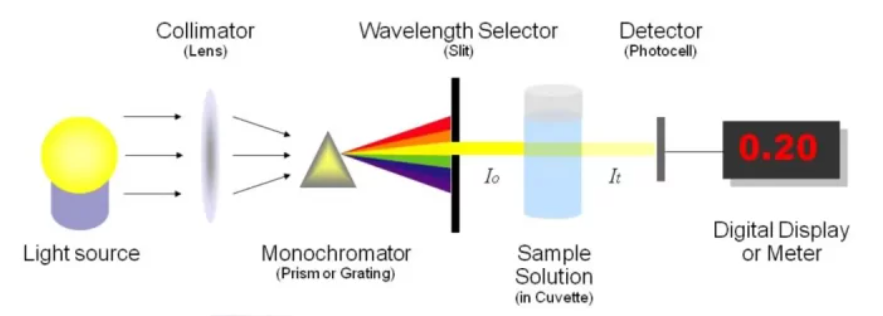 Collimator
(Lens)
Wavelength Selector
(Slit)
Detector
(Photocell)
0.20
Io
It
Light source
Monochromator
(Prism or Grating)
Sample
Solution
(in Cuvette)
Digital Display
or Meter